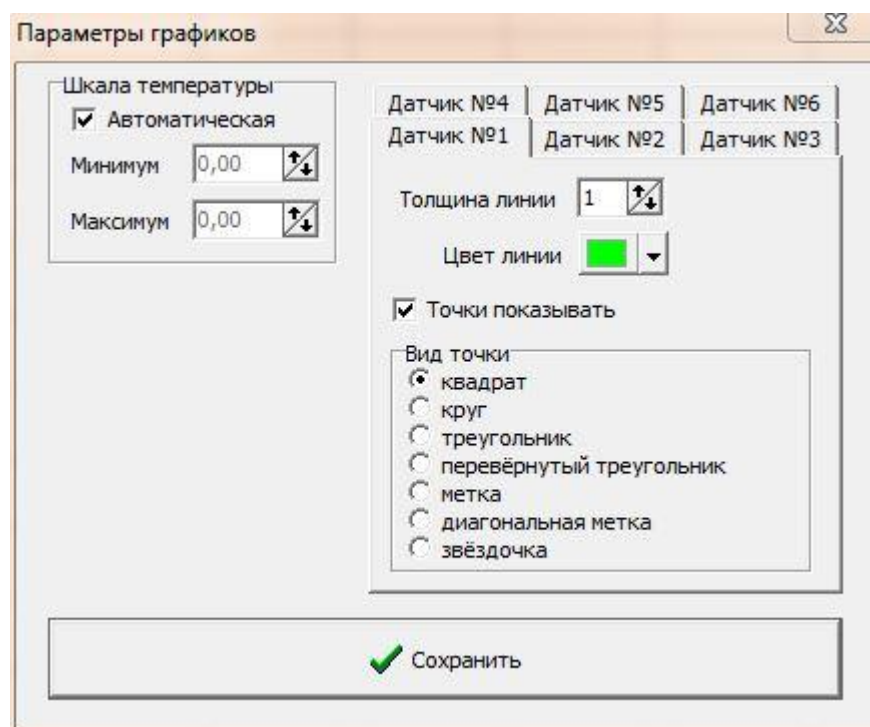 Параметры графиков
Шкала температуры
Автоматическая
Минимум 0,00
Максимум 0,00
Датчик №4 Датчик №5 Датчик №6
Датчик №1 Датчик №2 Датчик №3
Толщина линии 1
Цвет линии
Точки показывать
Вид точки
квадрат
круг
треугольник
перевёрнутый треугольник
метка
диагональная метка
звёздочка
Сохранить